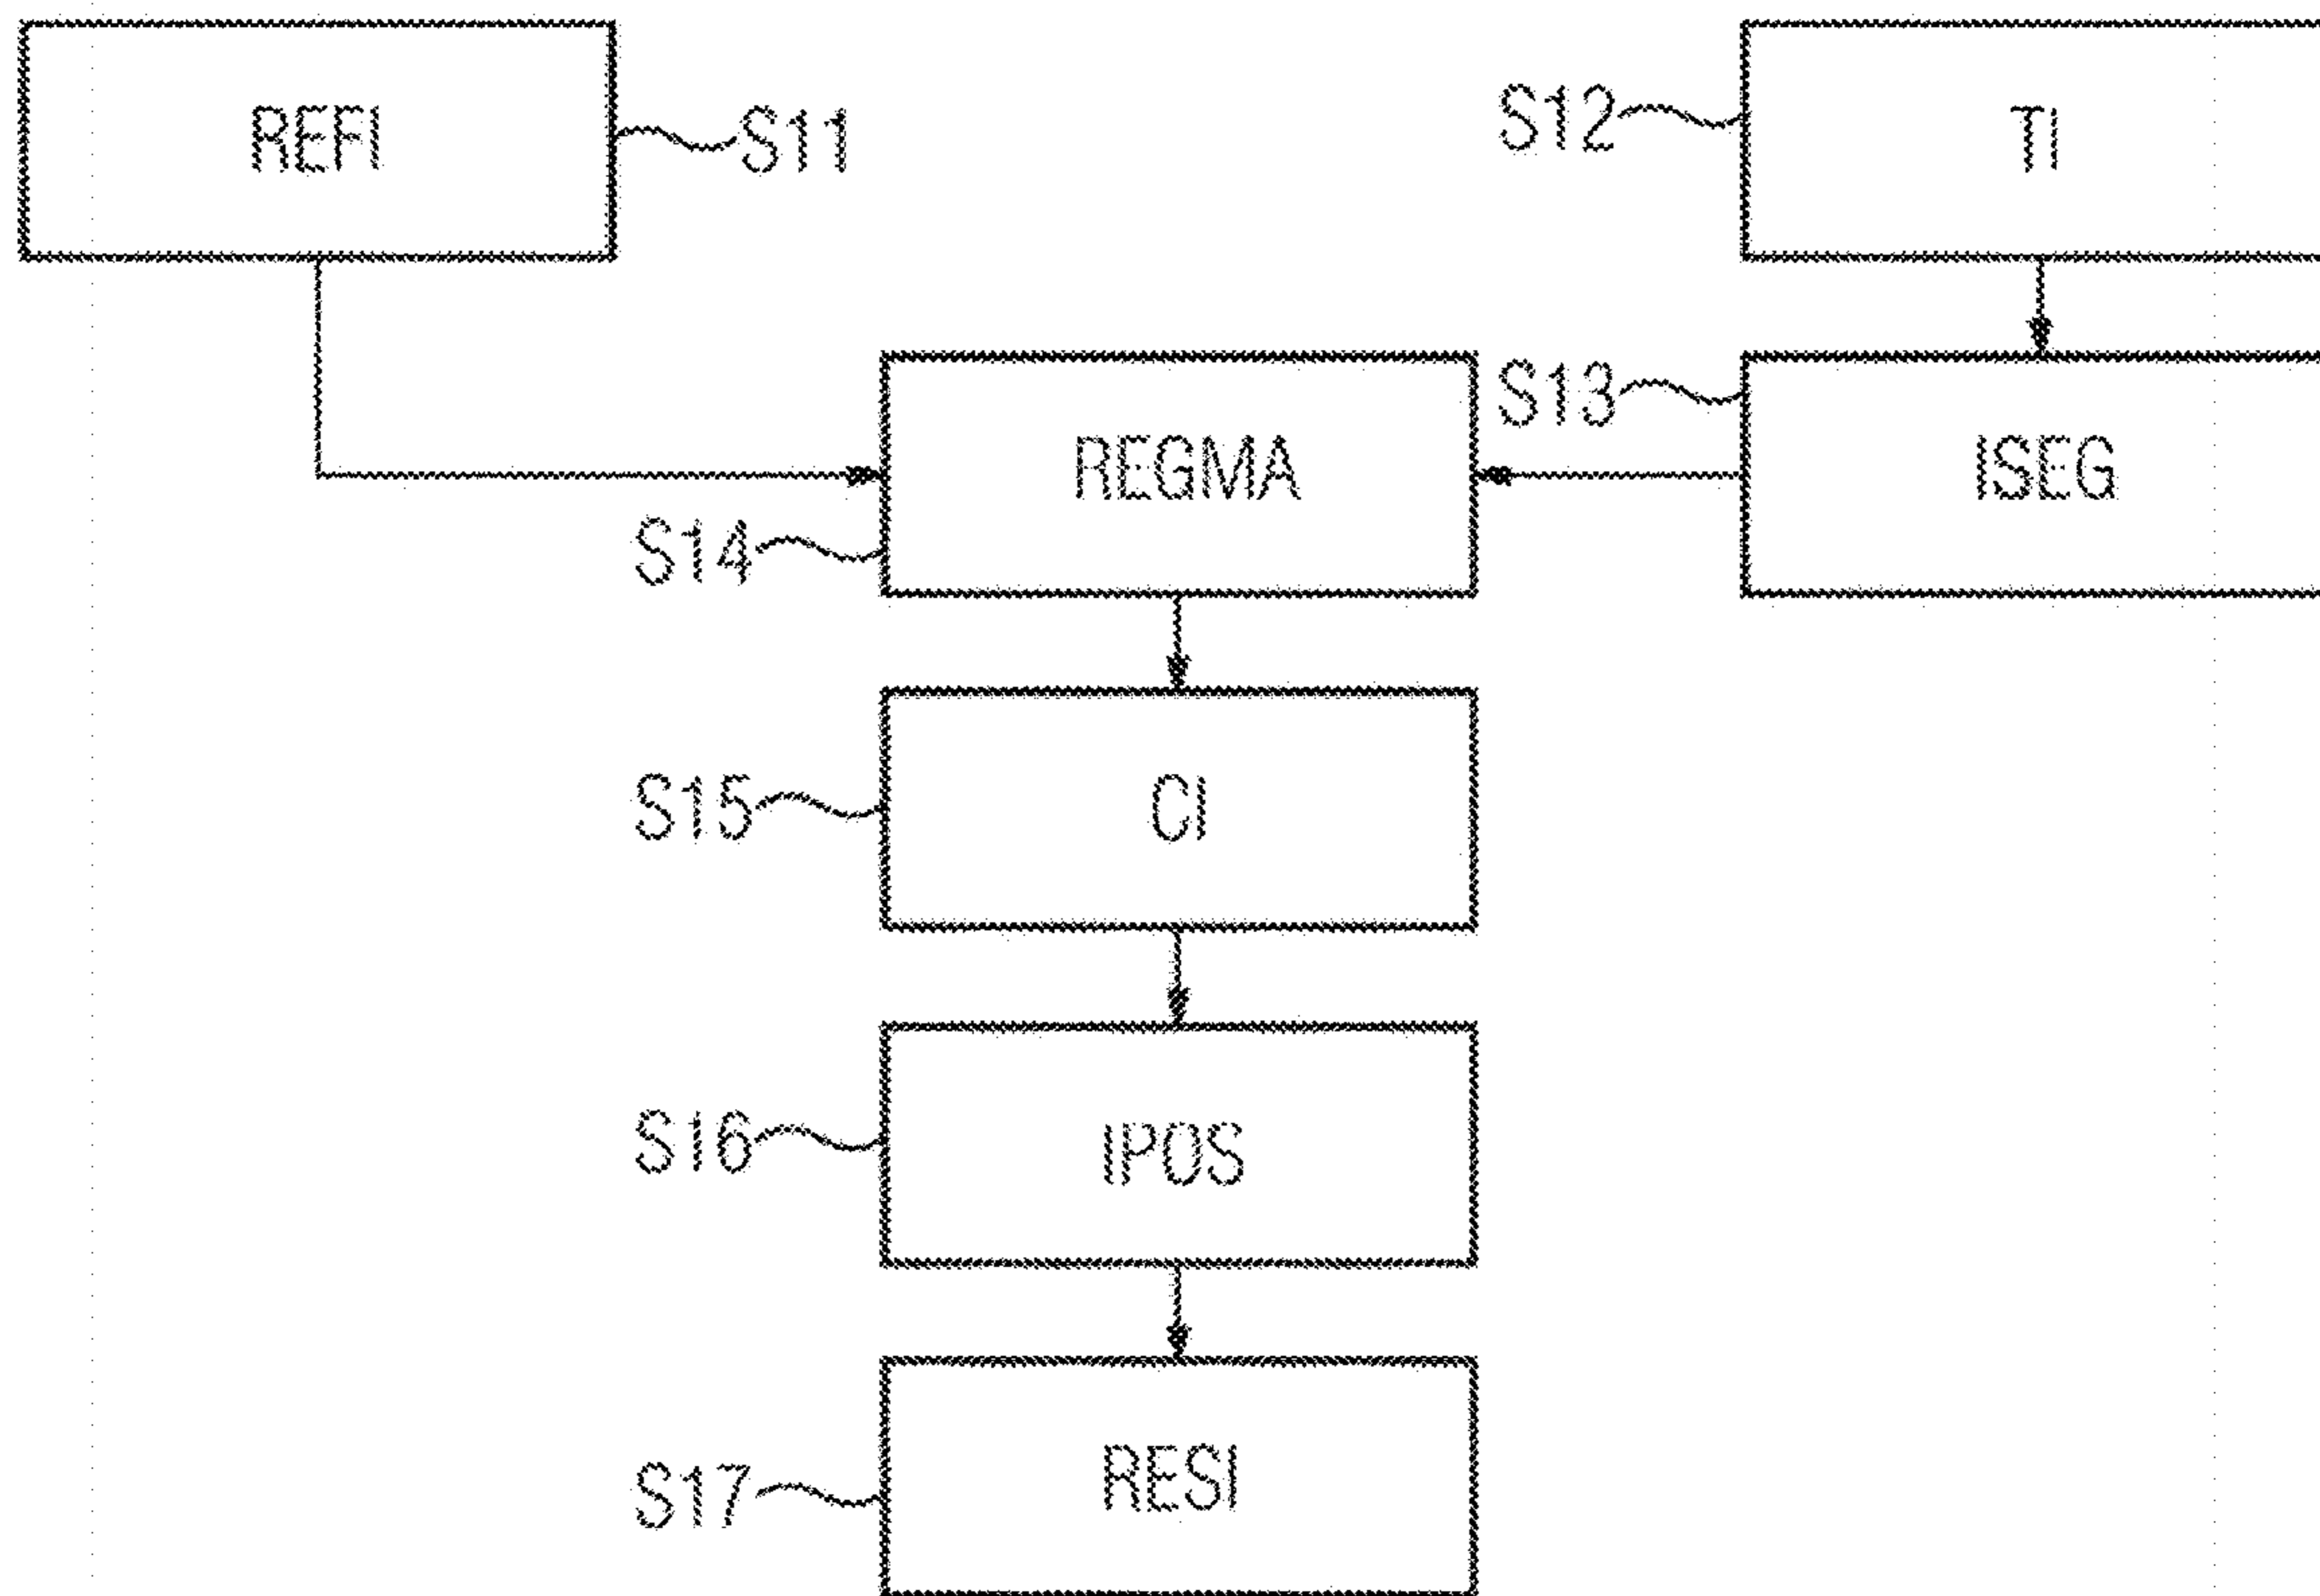 REFI
S11
S12
TI
S13
REGMA
ISEG
S14
S15
CI
S16
IPOS
S17
RESI